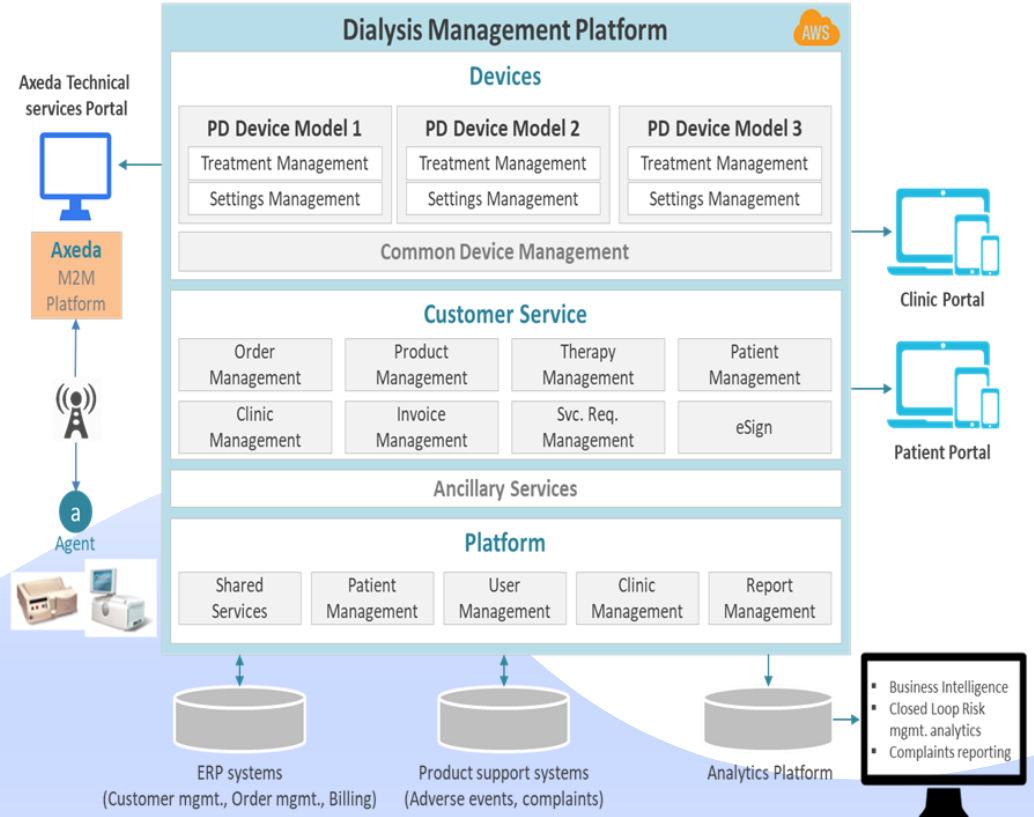 Dialysis Management Platform
AWS
Axeda Technical
services Portal
Axeda
M2M
Platform
a
Agent
Devices
PD Device Model 1
Treatment Management
Settings Management
PD Device Model 2
Treatment Management
Settings Management
PD Device Model 3
Treatment Management
Settings Management
Common Device Management
Customer Service
Order
Management
Product
Management
Therapy
Management
Patient
Management
Clinic
Management
Invoice
Management
Svc. Req.
Management
eSign
Ancillary Services
Platform
Shared
Services
Patient
Management
User
Management
Clinic
Management
Report
Management
Clinic Portal
Patient Portal
ERP systems
(Customer mgmt., Order mgmt., Billing)
Product support systems
(Adverse events, complaints)
Analytics Platform
▪ Business Intelligence
▪ Closed Loop Risk
mgmt. analytics
▪ Complaints reporting